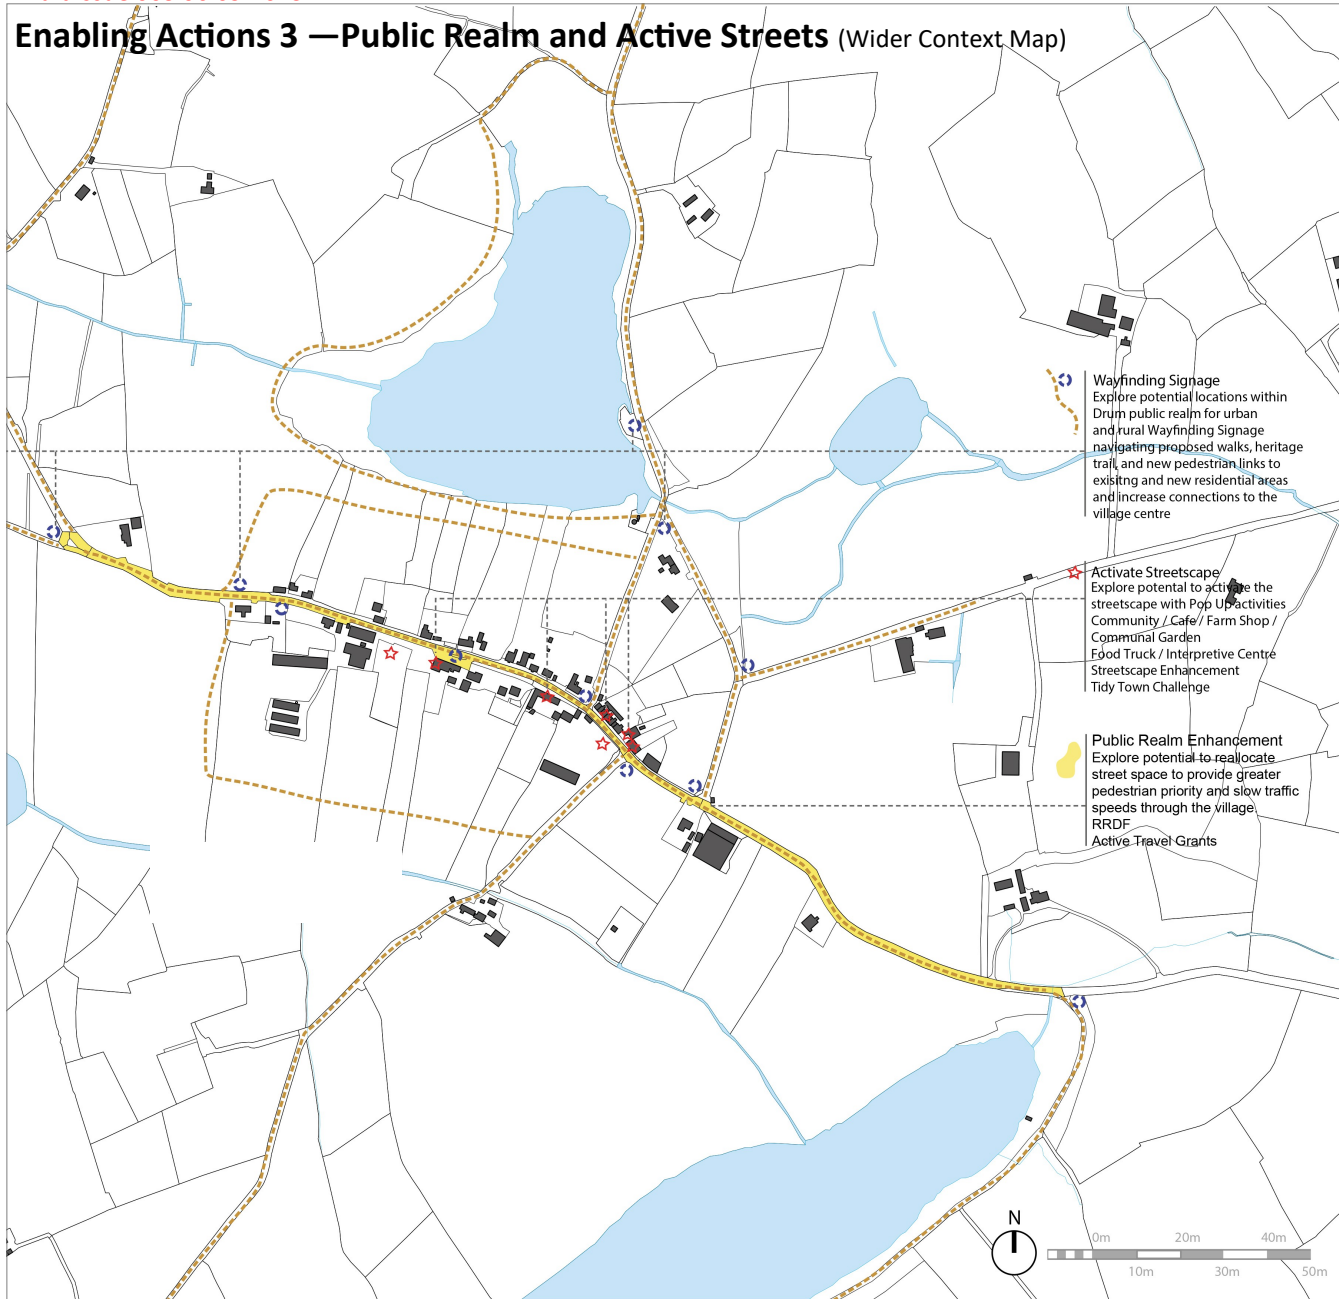 Enabling Actions 3 —Public Realm and Active Streets (Wider Context Map)
Wayfinding Signage
Explore potential locations within
Drum public realm for urban
and rural Wayfinding Signage
navigating proposed walks, heritage
trail, and new pedestrian links to
exisitng and new residential areas
and increase connections to the
village centre
Activate Streetscape
Explore potental to activate the
streetscape with Pop Up activities
Community / Cafe / Farm Shop /
Communal Garden
Food Truck / Interpretive Centre
Streetscape Enhancement
Tidy Town Challenge
Public Realm Enhancement
Explore potential to reallocate
street space to provide greater
pedestrian priority and slow traffic
speeds through the village
RRDF
Active Travel Grants
N
0m 20m 40m
10m 30m 50m